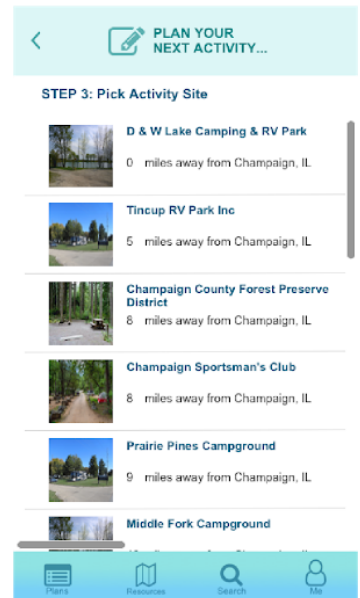 PLAN YOUR
NEXT ACTIVITY...
STEP 3: Pick Activity Site
D & W Lake Camping & RV Park
0 miles away from Champaign, IL
Tincup RV Park Inc
5 miles away from Champaign, IL
Champaign County Forest Preserve
District
8 miles away from Champaign, IL
Champaign Sportsman's Club
8 miles away from Champaign, IL
Prairie Pines Campground
9 miles away from Champaign, IL
Middle Fork Campground
Plans
Resources
Search
Me